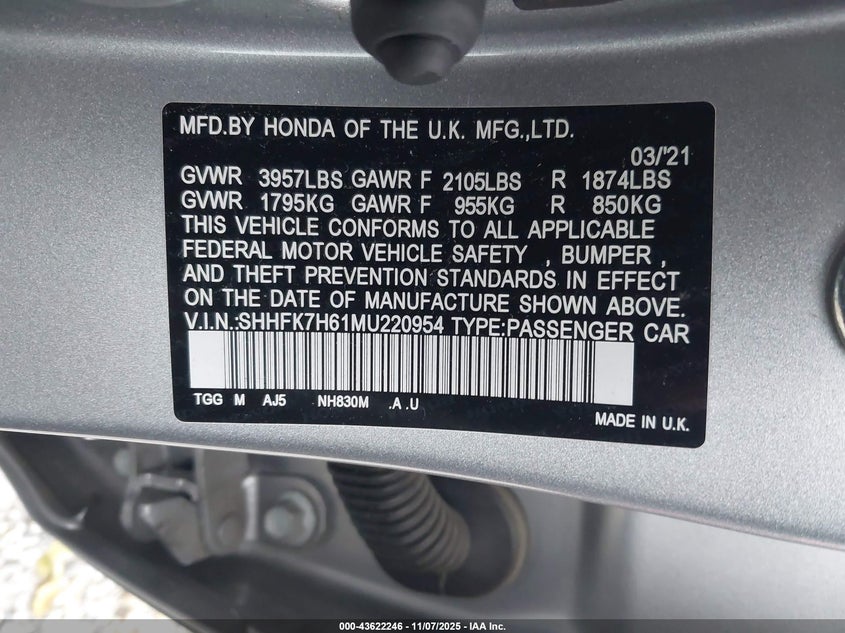 MFD.BY HONDA OF THE U.K. MFG.,LTD.
03/'21
GVWR 3957LBS GAWR F 2105LBS R 1874LBS
GVWR 1795KG GAWR F 955KG R 850KG
THIS VEHICLE CONFORMS TO ALL APPLICABLE
FEDERAL MOTOR VEHICLE SAFETY , BUMPER ,
AND THEFT PREVENTION STANDARDS IN EFFECT
ON THE DATE OF MANUFACTURE SHOWN ABOVE.
V.I.N.:SHHFK7H61MU220954 TYPE:PASSENGER CAR
TGG M AJ5 NH830M .A .U
MADE IN U.K.
000-43622246 - 11/07/2025 - IAA Inc.